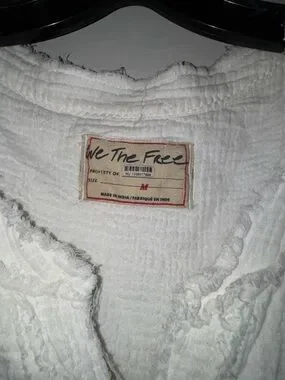 We The Free
PROPERTY OF
SIZE M
MADE IN INDIA / FABRIQUÉ EN INDE